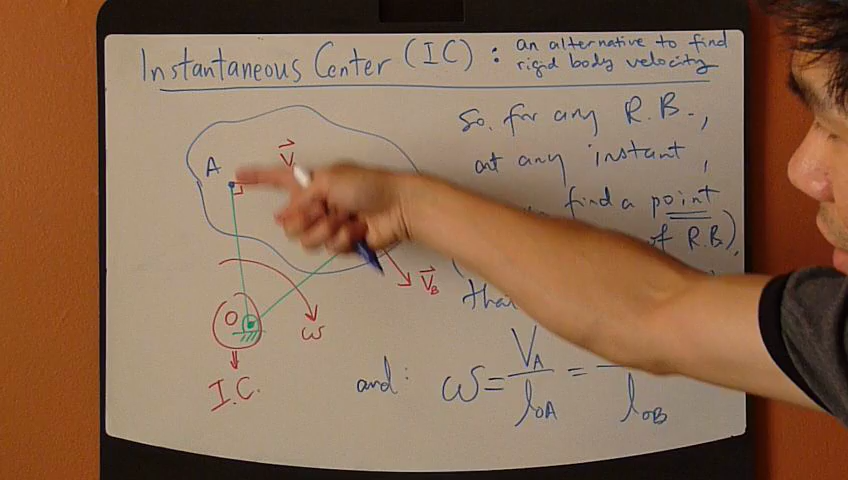 Instantaneous Center (IC) : an alternative to find
rigid body velocity
So, for any R.B.,
at any instant,
find a point
of R.B.),
A
V
V_B
O
ω
I.C.
and: ω = V_A / l_OA = / l_OB